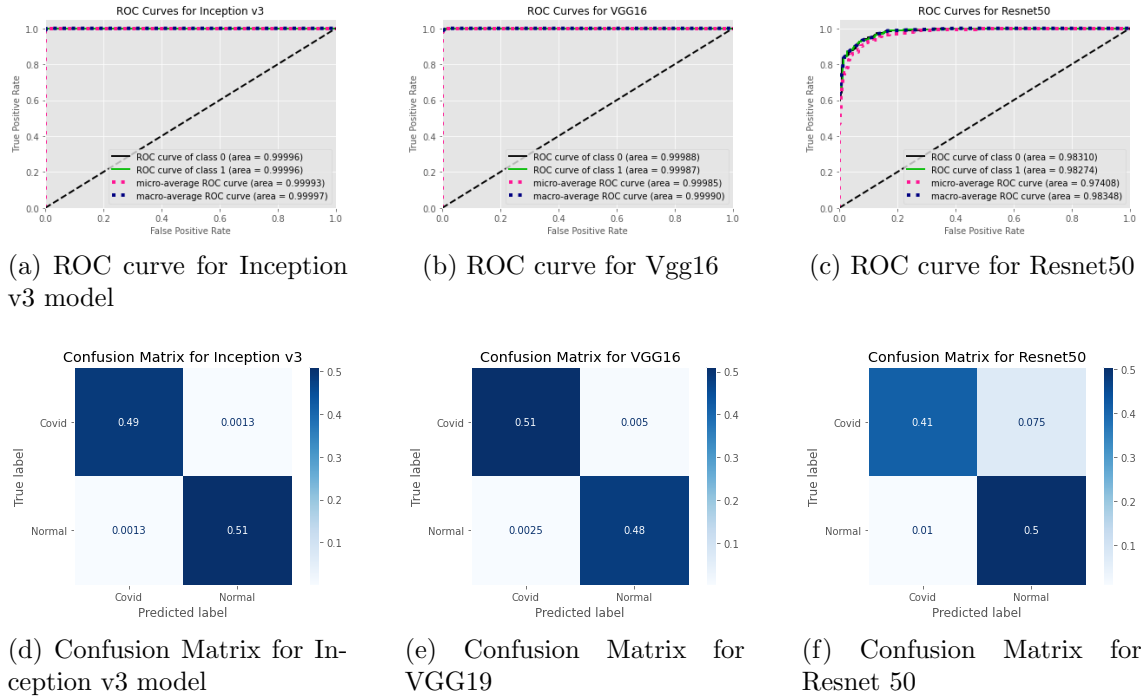 ROC Curves for Inception v3
True Positive Rate
1.0
0.8
0.6
0.4
0.2
0.0
ROC curve of class 0 (area = 0.99996)
ROC curve of class 1 (area = 0.99996)
micro-average ROC curve (area = 0.99993)
macro-average ROC curve (area = 0.99997)
0.0 0.2 0.4 0.6 0.8 1.0
False Positive Rate
(a) ROC curve for Inception
v3 model
ROC Curves for VGG16
True Positive Rate
1.0
0.8
0.6
0.4
0.2
0.0
ROC curve of class 0 (area = 0.99988)
ROC curve of class 1 (area = 0.99987)
micro-average ROC curve (area = 0.99985)
macro-average ROC curve (area = 0.99990)
0.0 0.2 0.4 0.6 0.8 1.0
False Positive Rate
(b) ROC curve for Vgg16
ROC Curves for Resnet50
True Positive Rate
1.0
0.8
0.6
0.4
0.2
0.0
ROC curve of class 0 (area = 0.98310)
ROC curve of class 1 (area = 0.98274)
micro-average ROC curve (area = 0.97408)
macro-average ROC curve (area = 0.98348)
0.0 0.2 0.4 0.6 0.8 1.0
False Positive Rate
(c) ROC curve for Resnet50
Confusion Matrix for Inception v3
True label
Covid 0.49 0.0013
Normal 0.0013 0.51
Covid Normal
Predicted label
0.5
0.4
0.3
0.2
0.1
(d) Confusion Matrix for In-
ception v3 model
Confusion Matrix for VGG16
True label
Covid 0.51 0.005
Normal 0.0025 0.48
Covid Normal
Predicted label
0.5
0.4
0.3
0.2
0.1
(e) Confusion Matrix for
VGG19
Confusion Matrix for Resnet50
True label
Covid 0.41 0.075
Normal 0.01 0.5
Covid Normal
Predicted label
0.5
0.4
0.3
0.2
0.1
(f) Confusion Matrix for
Resnet 50